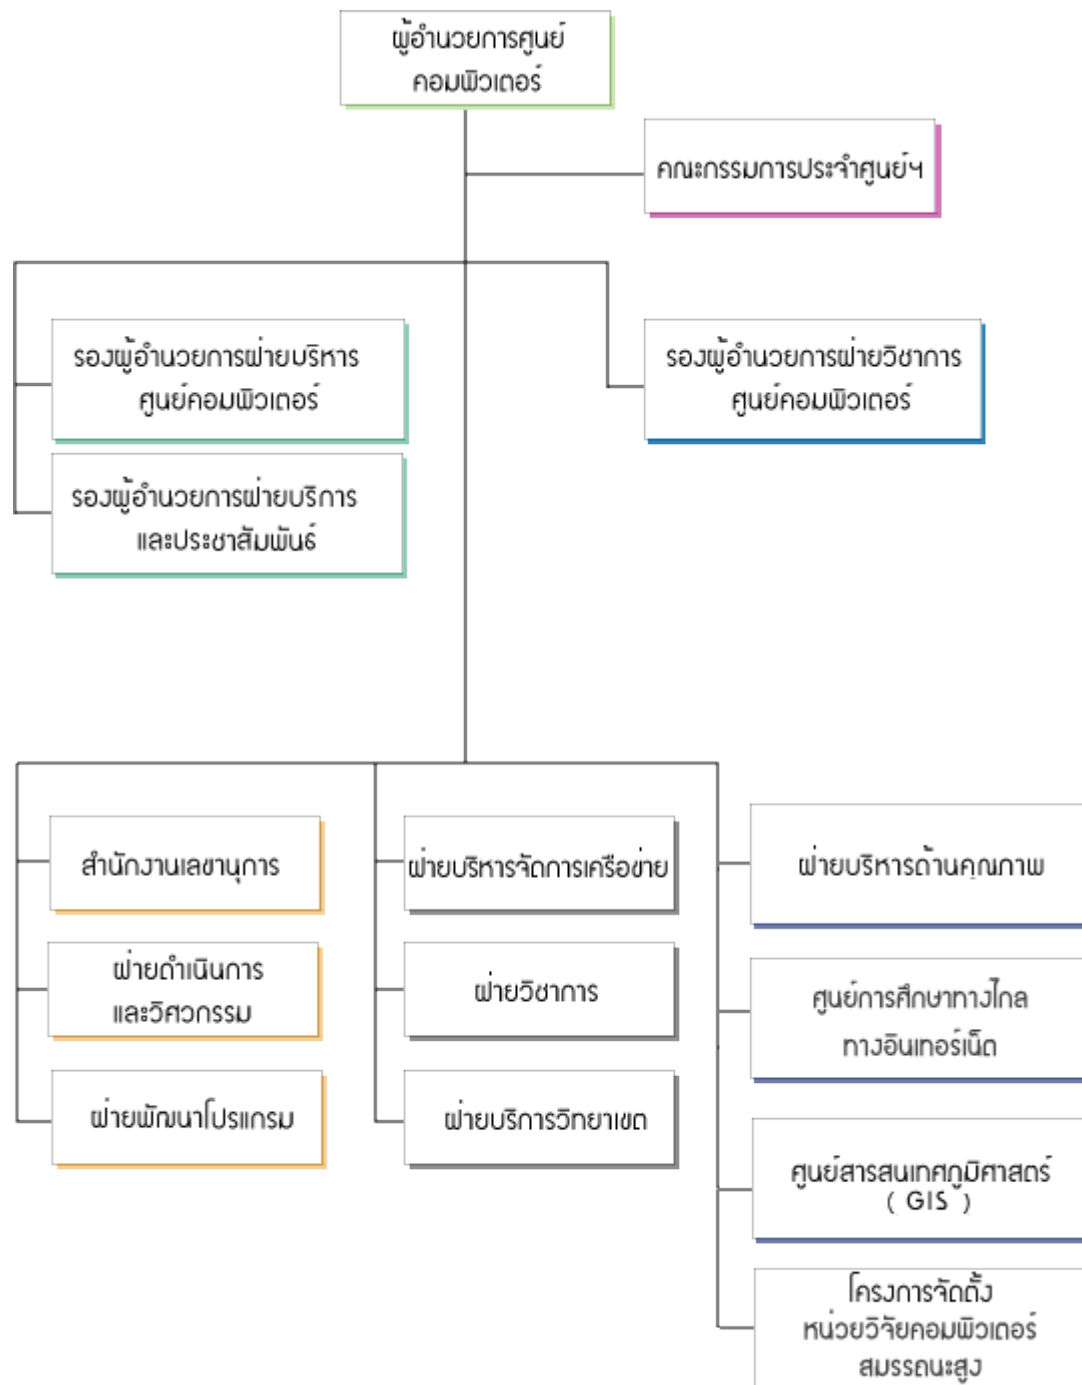 ผู้อำนวยการศูนย์
คอมพิวเตอร์
คณะกรรมการประจำศูนย์ฯ
รองผู้อำนวยการฝ่ายบริหาร
ศูนย์คอมพิวเตอร์
รองผู้อำนวยการฝ่ายวิชาการ
ศูนย์คอมพิวเตอร์
รองผู้อำนวยการฝ่ายบริการ
และประชาสัมพันธ์
สำนักงานเลขานุการ
ฝ่ายดำเนินการ
และวิศวกรรม
ฝ่ายพัฒนาโปรแกรม
ฝ่ายบริหารจัดการเครือข่าย
ฝ่ายวิชาการ
ฝ่ายบริการวิทยาเขต
ฝ่ายบริหารด้านคุณภาพ
ศูนย์การศึกษาทางไกล
ทางอินเทอร์เน็ต
ศูนย์สารสนเทศภูมิศาสตร์
( GIS )
โครงการจัดตั้ง
หน่วยวิจัยคอมพิวเตอร์
สมรรถนะสูง